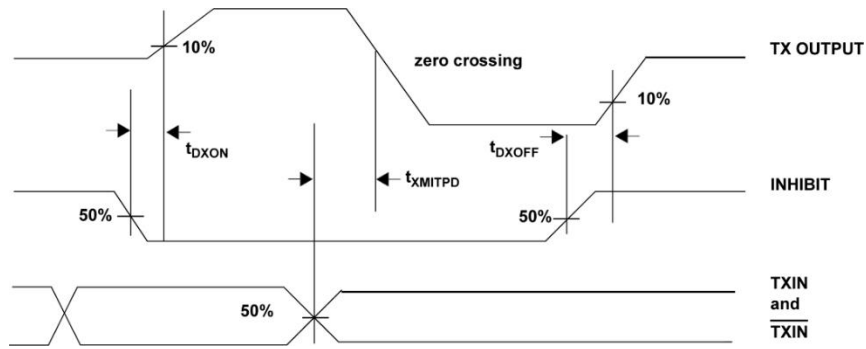 10%
zero crossing
TX OUTPUT
10%
tDXON
tDXOFF
tXMITPD
INHIBIT
50%
50%
TXIN
and
TXIN
50%